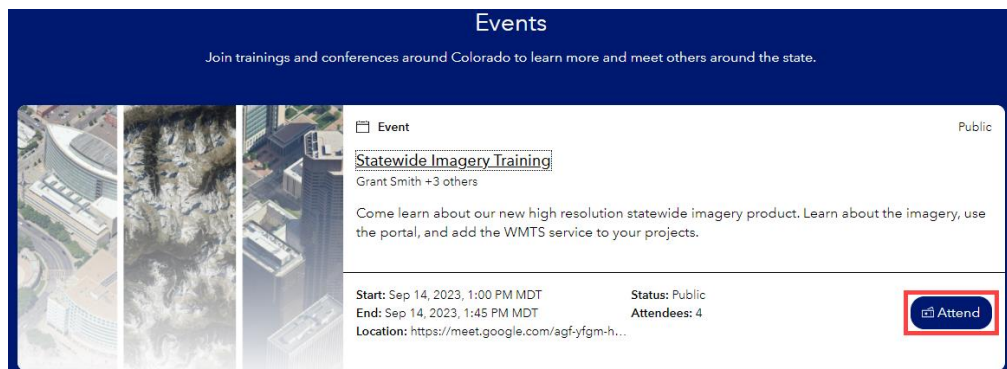 Events
Join trainings and conferences around Colorado to learn more and meet others around the state.
Event
Public
Statewide Imagery Training
Grant Smith +3 others
Come learn about our new high resolution statewide imagery product. Learn about the imagery, use
the portal, and add the WMTS service to your projects.
Start: Sep 14, 2023, 1:00 PM MDT
Status: Public
End: Sep 14, 2023, 1:45 PM MDT
Attendees: 4
Location: https://meet.google.com/agf-yfgm-h...
Attend